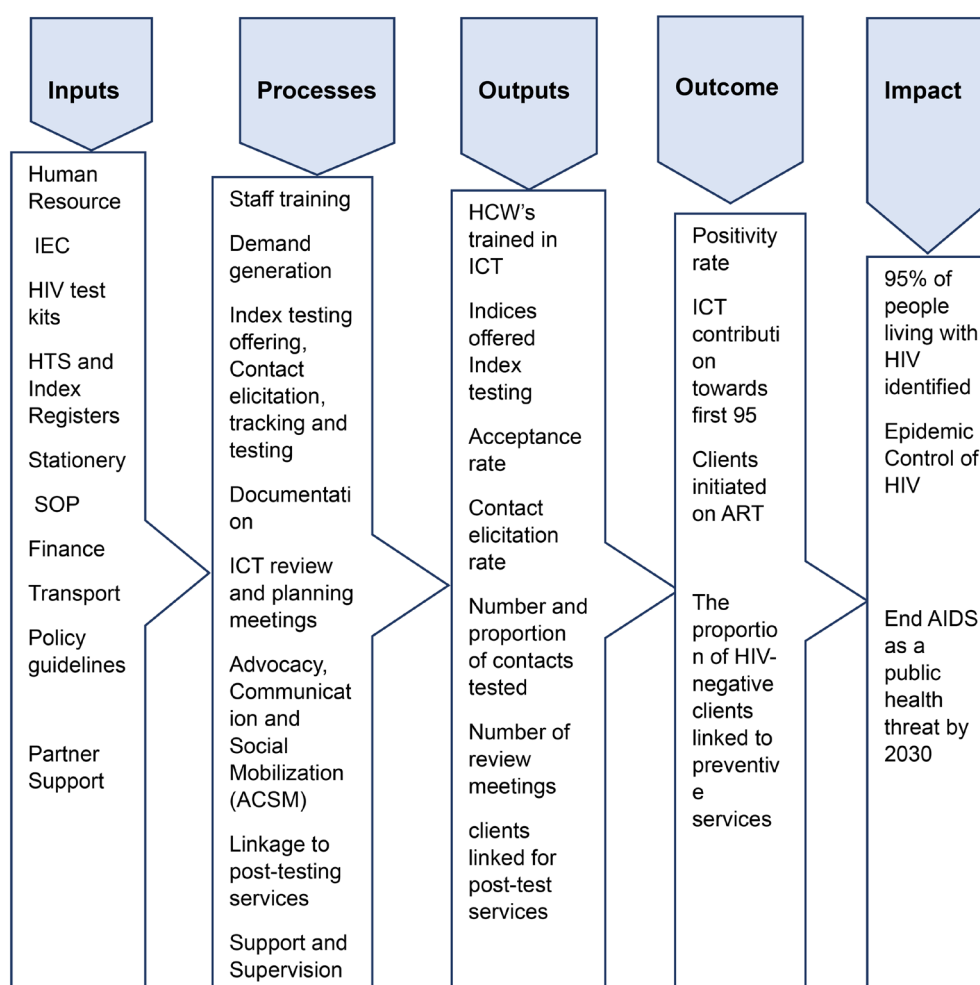 Inputs
Human
Resource
IEC
HIV test
kits
HTS and
Index
Registers
Stationery
SOP
Finance
Transport
Policy
guidelines
Partner
Support
Processes
Staff training
Demand
generation
Index testing
offering,
Contact
elicitation,
tracking and
testing
Documentati
on
ICT review
and planning
meetings
Advocacy,
Communicat
ion and
Social
Mobilization
(ACSM)
Linkage to
post-testing
services
Support and
Supervision
Outputs
HCW's
trained in
ICT
Indices
offered
Index
testing
Acceptance
rate
Contact
elicitation
rate
Number and
proportion
of contacts
tested
Number of
review
meetings
clients
linked for
post-test
services
Outcome
Positivity
rate
ICT
contributi
on
towards
first 95
Clients
initiated
on ART
The
proportio
n of HIV-
negative
clients
linked to
preventiv
e
services
Impact
95% of
people
living with
HIV
identified
Epidemic
Control of
HIV
End AIDS
as a
public
health
threat by
2030